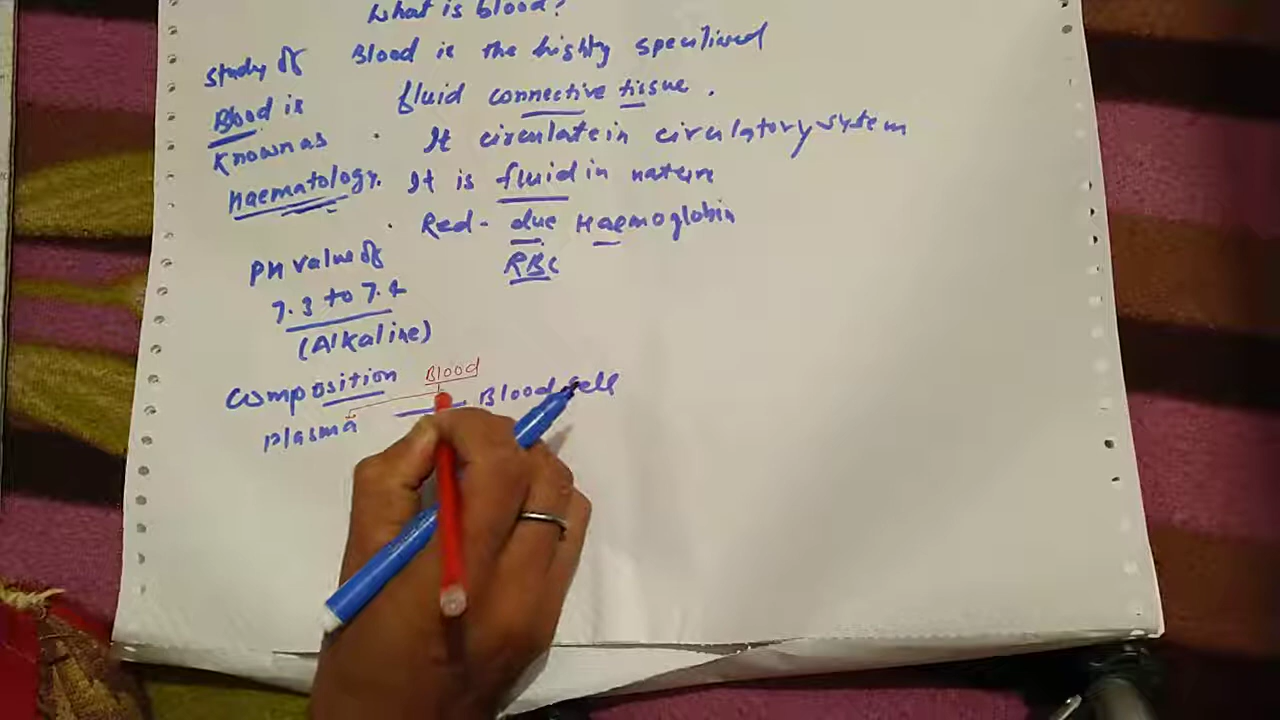 What is blood?
Study of
Blood is
Known as
haematology.
Blood is the highly specilized
fluid connective tissue.
It circulate in circulatory system
It is fluid in nature
Red - due Haemoglobin
RBC
PH value of
7.3 to 7.4
(Alkaline)
Composition Blood
Plasma
Blood cell